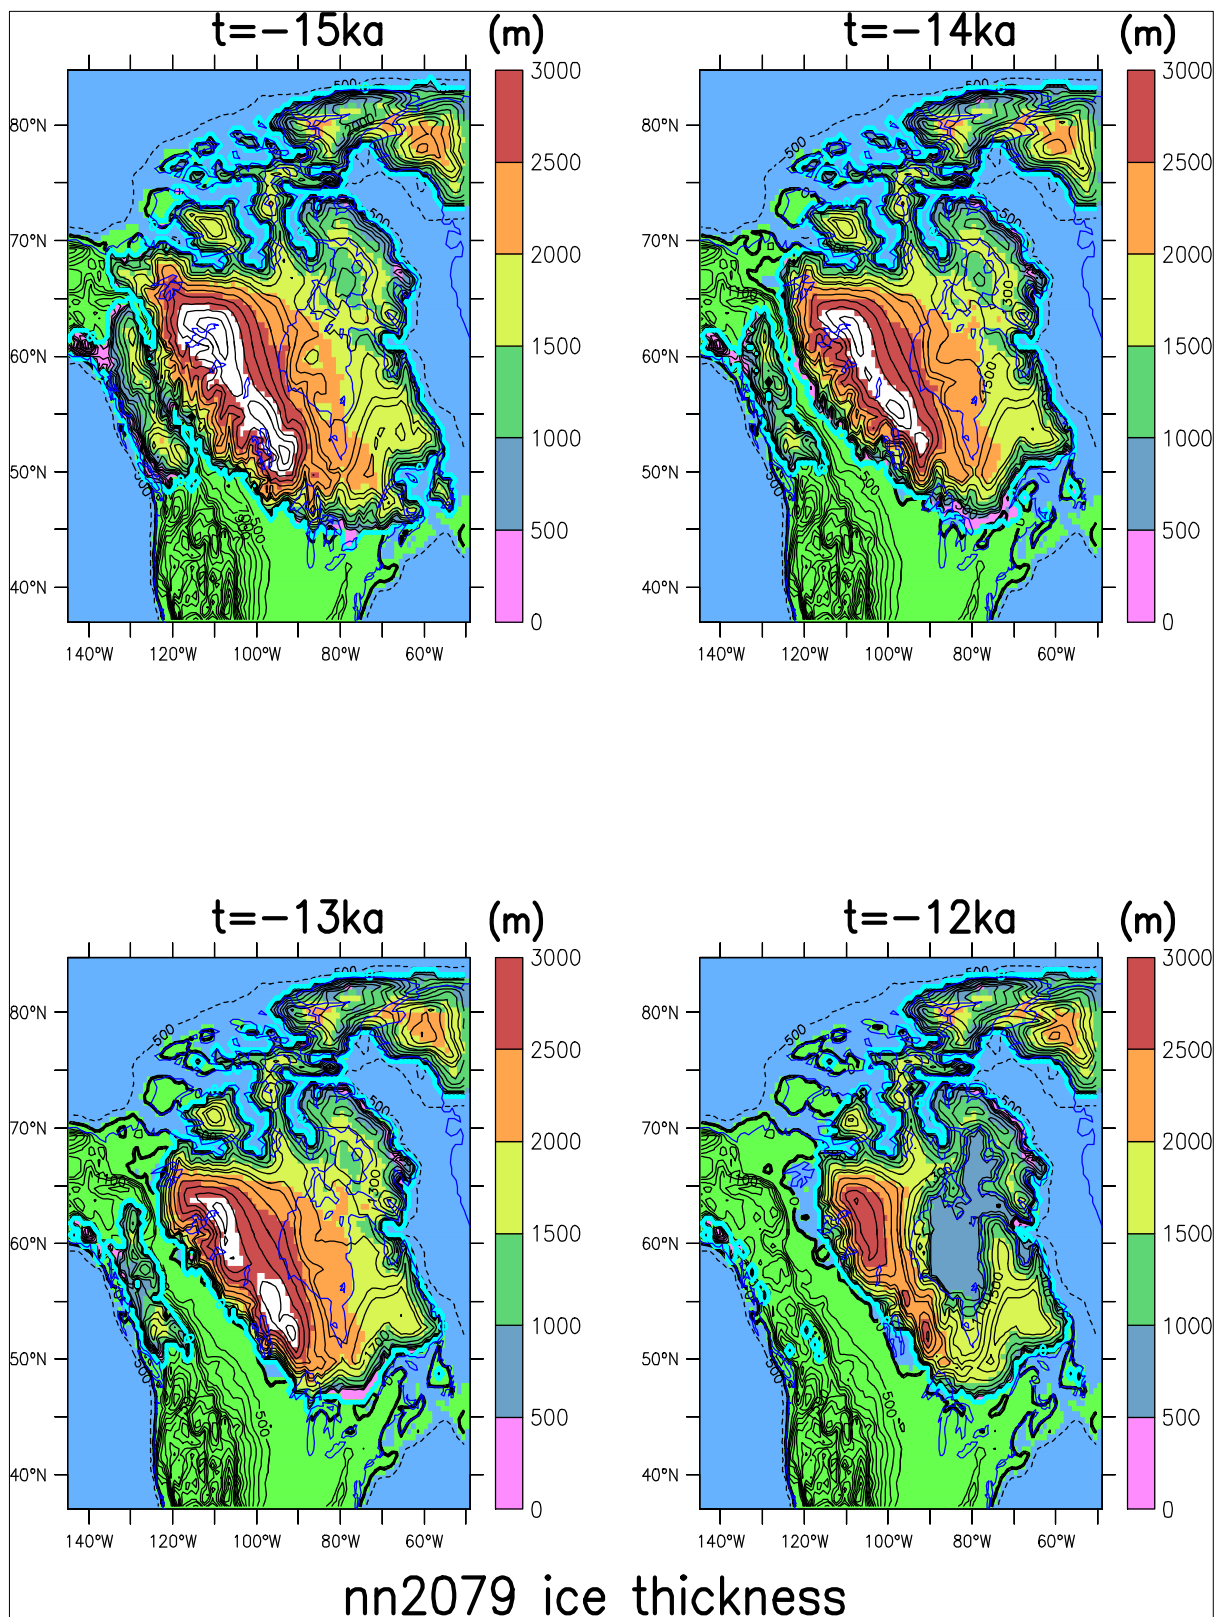 t=-15ka (m) t=-14ka (m)
3000 3000
80°N 2500 80°N 2500
70°N 2000 70°N 2000
1500 1500
60°N 60°N
1000 1000
50°N 50°N
500 500
40°N 40°N
0 0
140°W 120°W 100°W 80°W 60°W 140°W 120°W 100°W 80°W 60°W
t=-13ka (m) t=-12ka (m)
3000 3000
80°N 2500 80°N 2500
70°N 2000 70°N 2000
1500 1500
60°N 60°N
1000 1000
50°N 50°N
500 500
40°N 40°N
0 0
140°W 120°W 100°W 80°W 60°W 140°W 120°W 100°W 80°W 60°W
nn2079 ice thickness